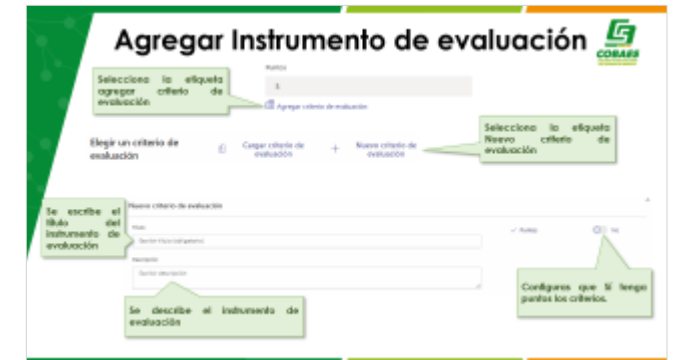 Agregar Instrumento de evaluación
COBAES
Selecciona la etiqueta
agregar criterio de
evaluación
Puntos
Agregar criterio de evaluación
Selecciona la etiqueta
Nuevo criterio de
evaluación
Elegir un criterio de
evaluación
Cargar criterio de
evaluación
Nuevo criterio de
evaluación
Se escribe el
título del
instrumento de
evaluación
Nuevo criterio de evaluación
Título
Escribir título (obligatorio)
Puntos
Descripción
Escribir descripción
Se describe el instrumento de
evaluación
Configuras que Sí tenga
puntos los criterios.